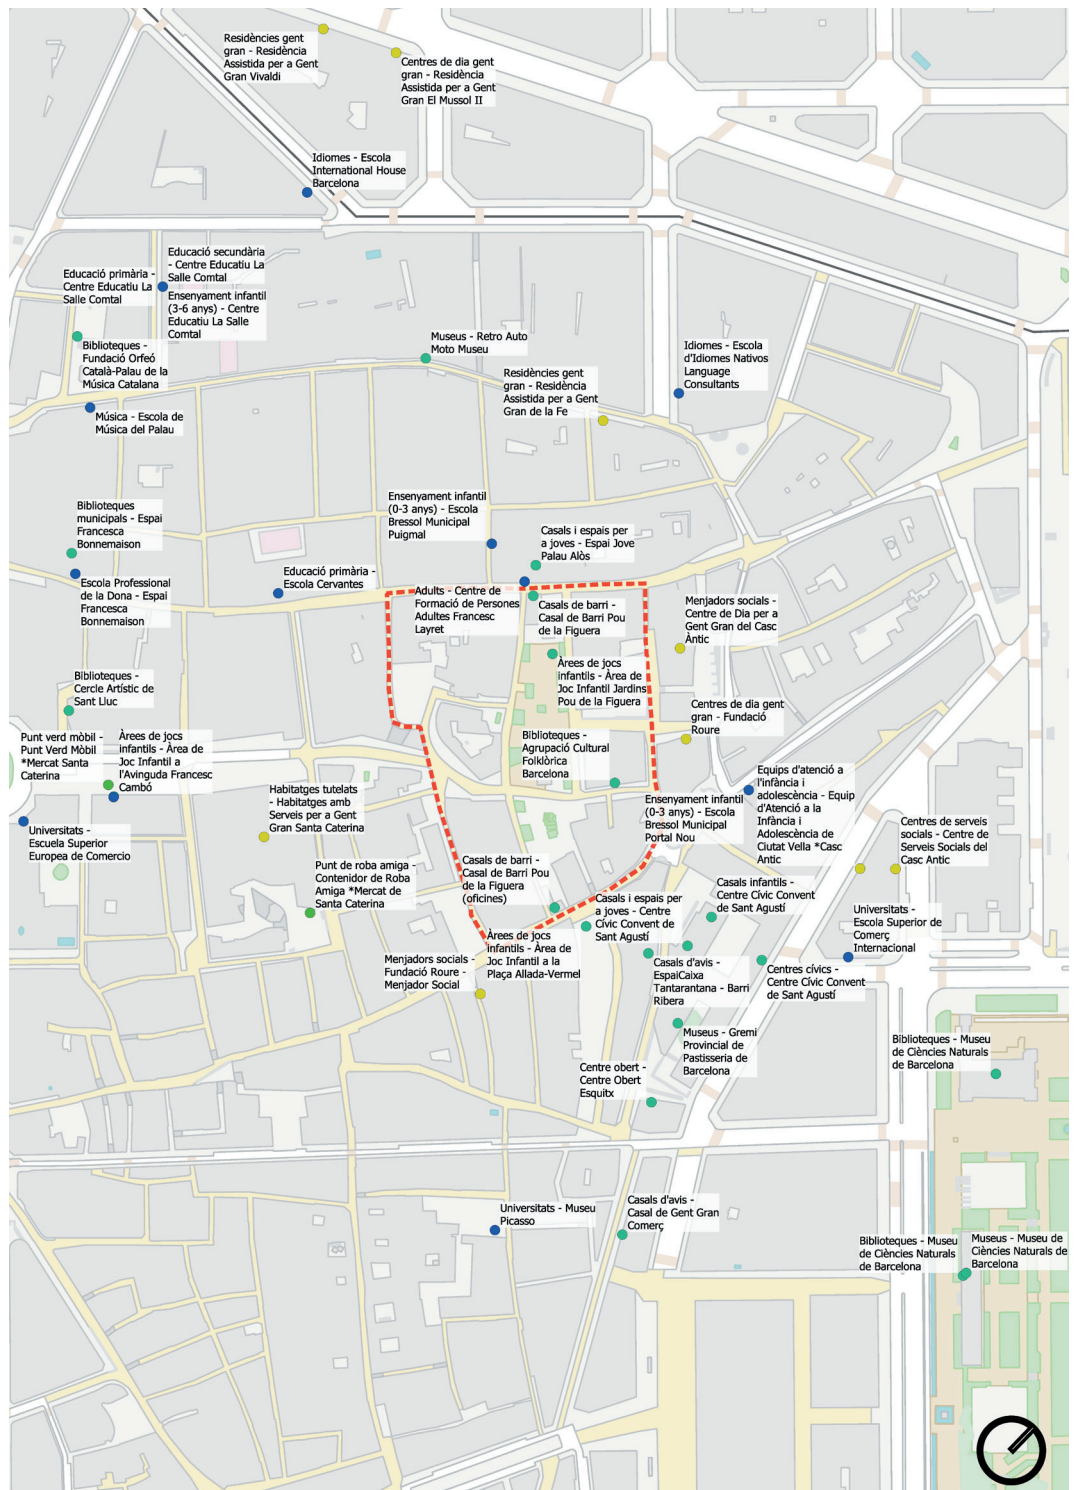 Residències gent
gran - Residència
Assistida per a Gent
Gran Vivaldi
Centres de dia gent
gran - Residència
Assistida per a Gent
Gran El Mussol II
Idiomes - Escola
International House
Barcelona
Educació secundària
- Centre Educatiu La
Salle Comtal
Educació primària -
Centre Educatiu La
Salle Comtal
Ensenyament infantil
(3-6 anys) - Centre
Educatiu La Salle
Comtal
Biblioteques -
Fundació Orfeó
Català-Palau de la
Música Catalana
Museus - Retro Auto
Moto Museu
Idiomes - Escola
d'Idiomes Nativos
Language
Consultants
Residències gent
gran - Residència
Assistida per a Gent
Gran de la Fe
Música - Escola de
Música del Palau
Ensenyament infantil
(0-3 anys) - Escola
Bressol Municipal
Puigmal
Biblioteques
municipals - Espai
Francesca
Bonnemaison
Casals i espais per
a joves - Espai Jove
Palau Alòs
Educació primària -
Escola Cervantes
Escola Professional
de la Dona - Espai
Francesca
Bonnemaison
Adults - Centre de
Formació de Persones
Adultes Francesc
Layret
Casals de barri -
Casal de Barri Pou
de la Figuera
Menjadors socials -
Centre de Dia per a
Gent Gran del Casc
Àntic
Àrees de jocs
infantils - Àrea de
Joc Infantil Jardins
Pou de la Figuera
Biblioteques -
Cercle Artístic de
Sant Lluc
Centres de dia gent
gran - Fundació
Roure
Punt verd mòbil -
Punt Verd Mòbil
*Mercat Santa
Caterina
Àrees de jocs
infantils - Àrea de
Joc Infantil a
l'Avinguda Francesc
Cambó
Biblioteques -
Agrupació Cultural
Folklòrica
Barcelona
Equips d'atenció a
l'infància i
adolescència - Equip
d'Atenció a la
Infància i
Adolescència de
Ciutat Vella *Casc
Antic
Habitatges tutelats
- Habitatges amb
Serveis per a Gent
Gran Santa Caterina
Ensenyament infantil
(0-3 anys) - Escola
Bressol Municipal
Portal Nou
Centres de serveis
socials - Centre de
Serveis Socials del
Casc Antic
Universitats -
Escuela Superior
Europea de Comercio
Punt de roba amiga -
Contenidor de Roba
Amiga *Mercat de
Santa Caterina
Casals de barri -
Casal de Barri Pou
de la Figuera
(oficines)
Casals infantils -
Centre Cívic Convent
de Sant Agustí
Casals i espais per
a joves - Centre
Cívic Convent de
Sant Agustí
Universitats -
Escola Superior de
Comerç
Internacional
Àrees de jocs
infantils - Àrea de
Joc Infantil a la
Plaça Allada-Vermel
Menjadors socials -
Fundació Roure -
Menjador Social
Casals d'avis -
EspaiCaixa
Tantarantana - Barri
Ribera
Centres cívics -
Centre Cívic Convent
de Sant Agustí
Museus - Gremi
Provincial de
Pastisseria de
Barcelona
Biblioteques - Museu
de Ciències Naturals
de Barcelona
Centre obert -
Centre Obert
Esquitx
Universitats - Museu
Picasso
Casals d'avis -
Casal de Gent Gran
Comerç
Biblioteques - Museu
de Ciències Naturals
de Barcelona
Museus - Museu de
Ciències Naturals de
Barcelona